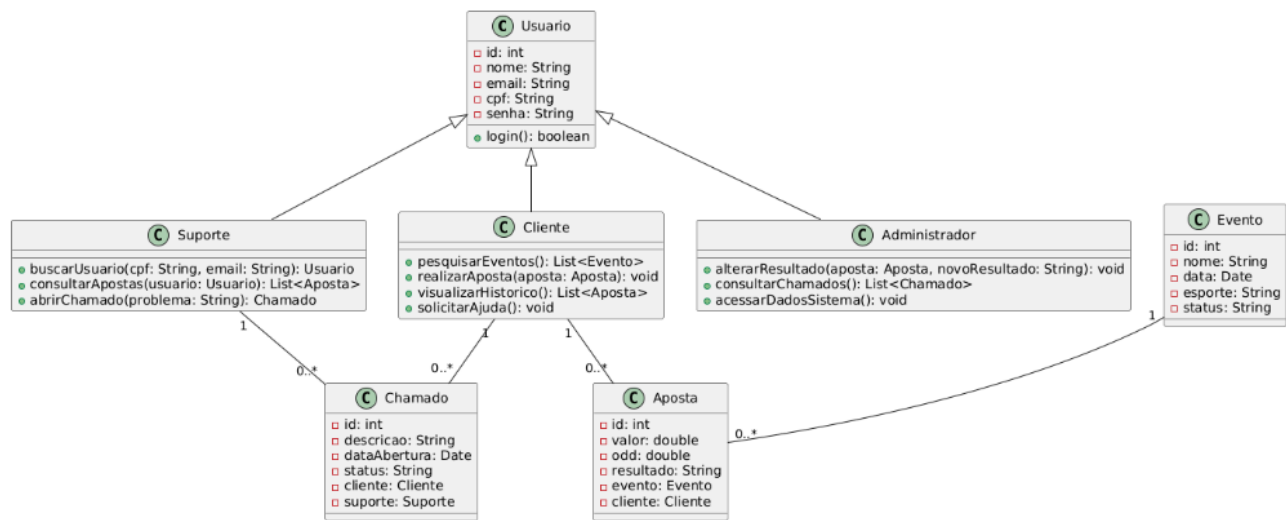 C Usuario
id: int
nome: String
email: String
cpf: String
senha: String
login(): boolean
C Suporte
buscarUsuario(cpf: String, email: String): Usuario
consultarApostas(usuario: Usuario): List<Aposta>
abrirChamado(problema: String): Chamado
C Cliente
pesquisarEventos(): List<Evento>
realizarAposta(aposta: Aposta): void
visualizarHistorico(): List<Aposta>
solicitarAjuda(): void
C Administrador
alterarResultado(aposta: Aposta, novoResultado: String): void
consultarChamados(): List<Chamado>
acessarDadosSistema(): void
C Evento
id: int
nome: String
data: Date
esporte: String
status: String
1
1
1
1
0..*
0..*
0..*
0..*
C Chamado
id: int
descricao: String
dataAbertura: Date
status: String
cliente: Cliente
suporte: Suporte
C Aposta
id: int
valor: double
odd: double
resultado: String
evento: Evento
cliente: Cliente